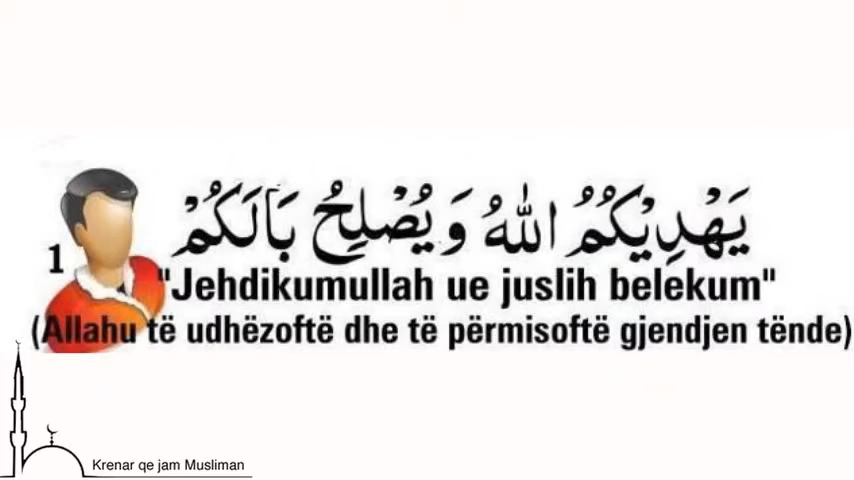 يَهْدِيكُمُ اللَّهُ وَيُصْلِحُ بَالَكُمْ
1
"Jehdikumullah ue juslih belekum"
(Allahu të udhëzoftë dhe të përmisoftë gjendjen tënde)
Krenar qe jam Musliman